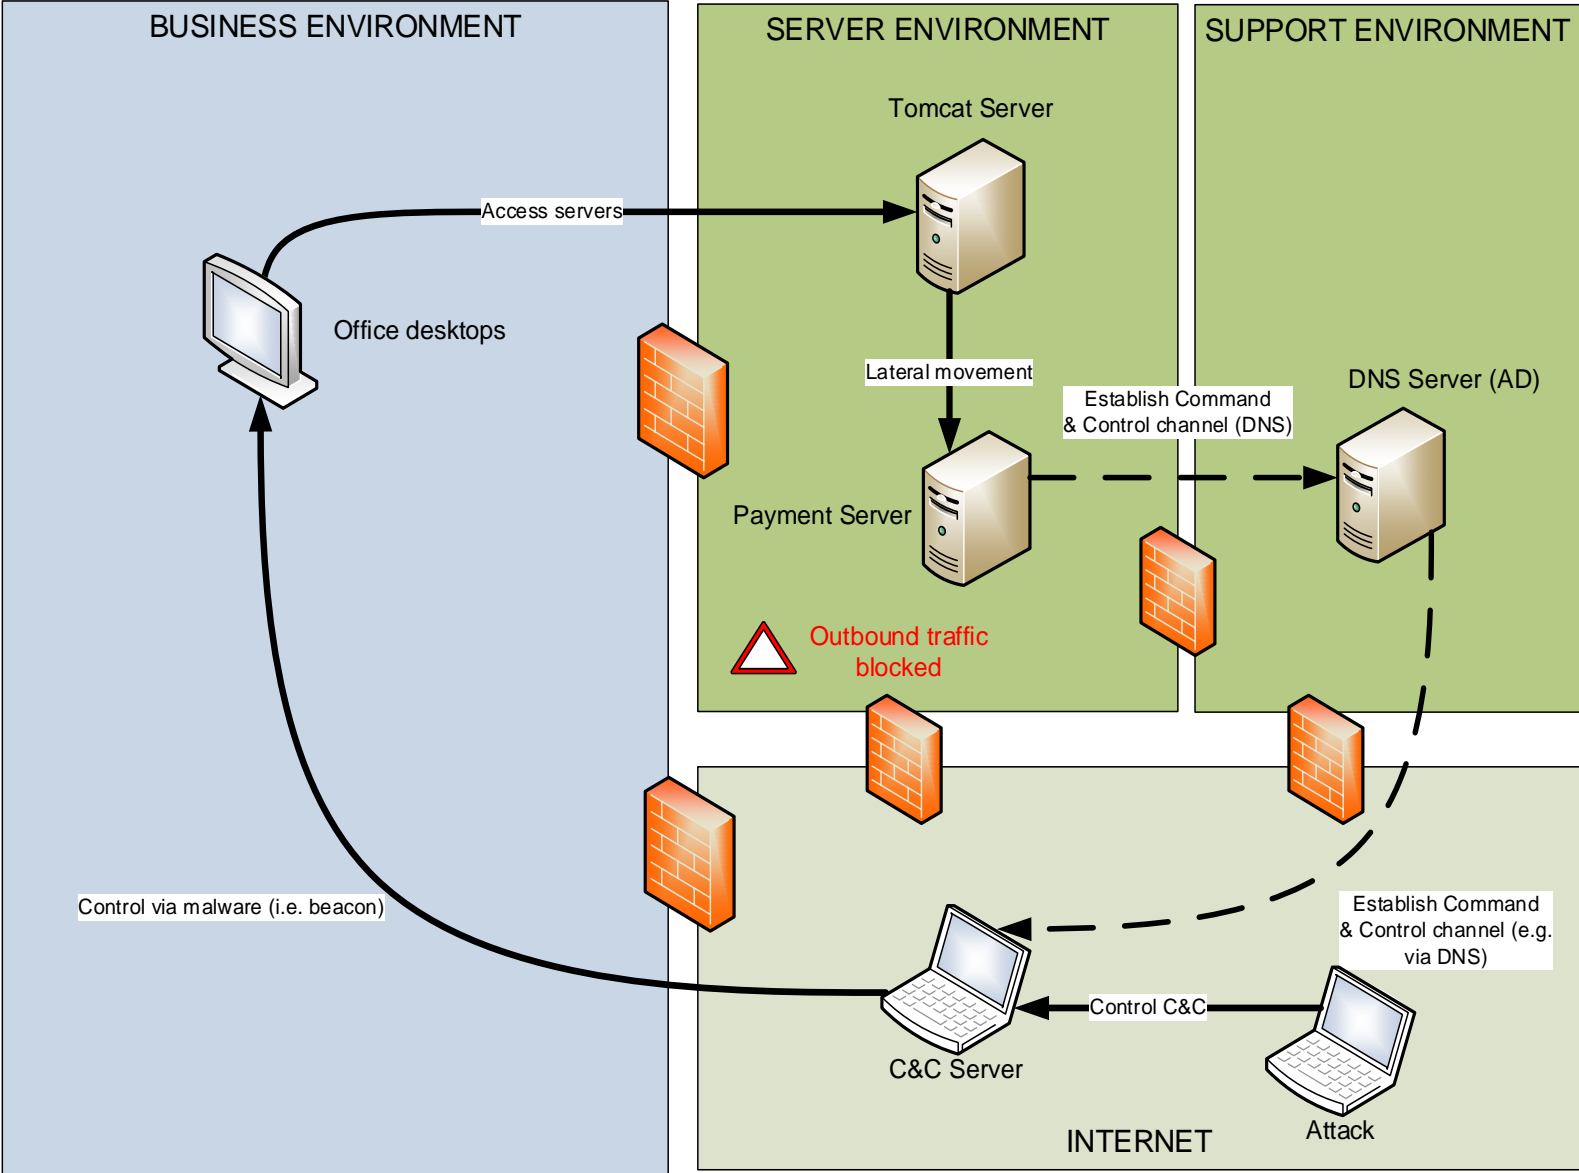 BUSINESS ENVIRONMENT
SERVER ENVIRONMENT
SUPPORT ENVIRONMENT
Tomcat Server
Access servers
Office desktops
Lateral movement
DNS Server (AD)
Establish Command
& Control channel (DNS)
Payment Server
Outbound traffic
blocked
Control via malware (i.e. beacon)
Establish Command
& Control channel (e.g.
via DNS)
Control C&C
C&C Server
Attack
INTERNET